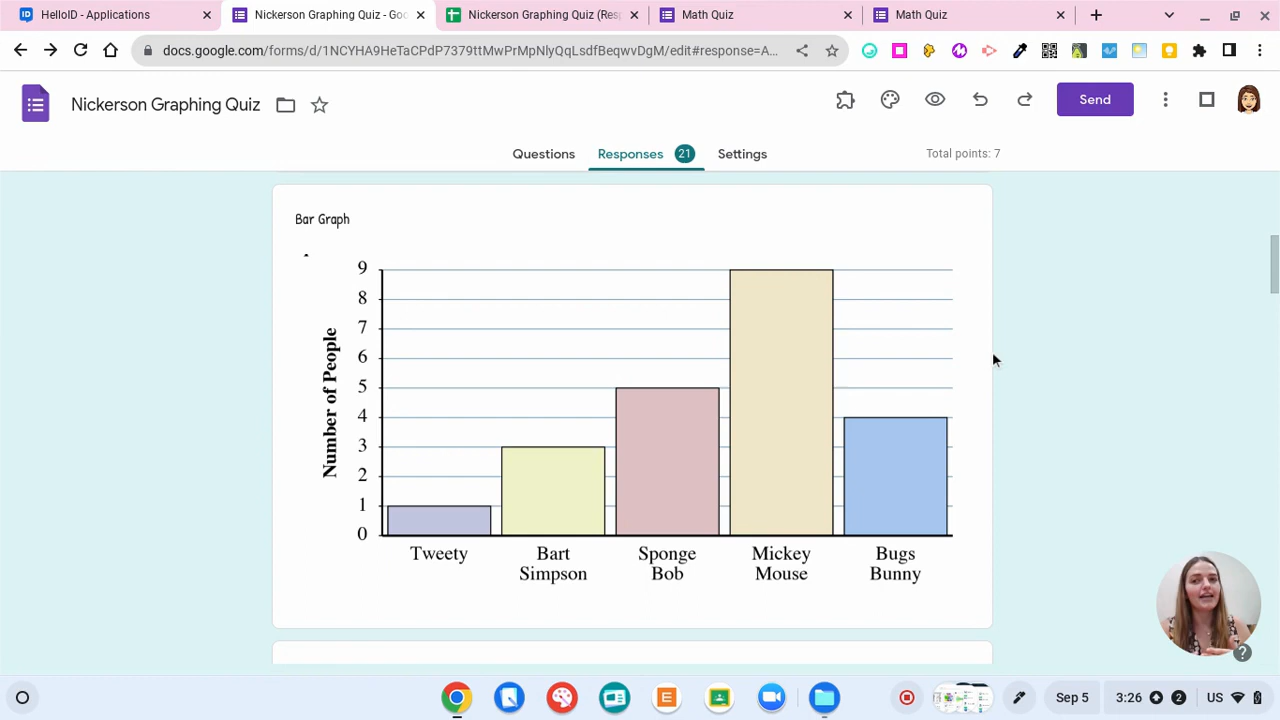 HelloID - Applications
Nickerson Graphing Quiz - Goo
Nickerson Graphing Quiz (Resp
Math Quiz
Math Quiz
docs.google.com/forms/d/1NCYHA9HeTaCPdP7379ttMwPrMpNlyQqLsdfBeqwvDgM/edit#response=A...
Nickerson Graphing Quiz
Send
Questions
Responses 21
Settings
Total points: 7
Bar Graph
Number of People
9
8
7
6
5
4
3
2
1
0
Tweety
Bart
Simpson
Sponge
Bob
Mickey
Mouse
Bugs
Bunny
Sep 5
3:26
2
US